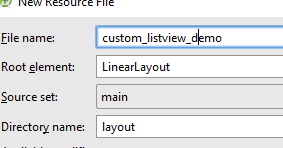 New Resource File
File name: custom_listview_demo
Root element: LinearLayout
Source set: main
Directory name: layout